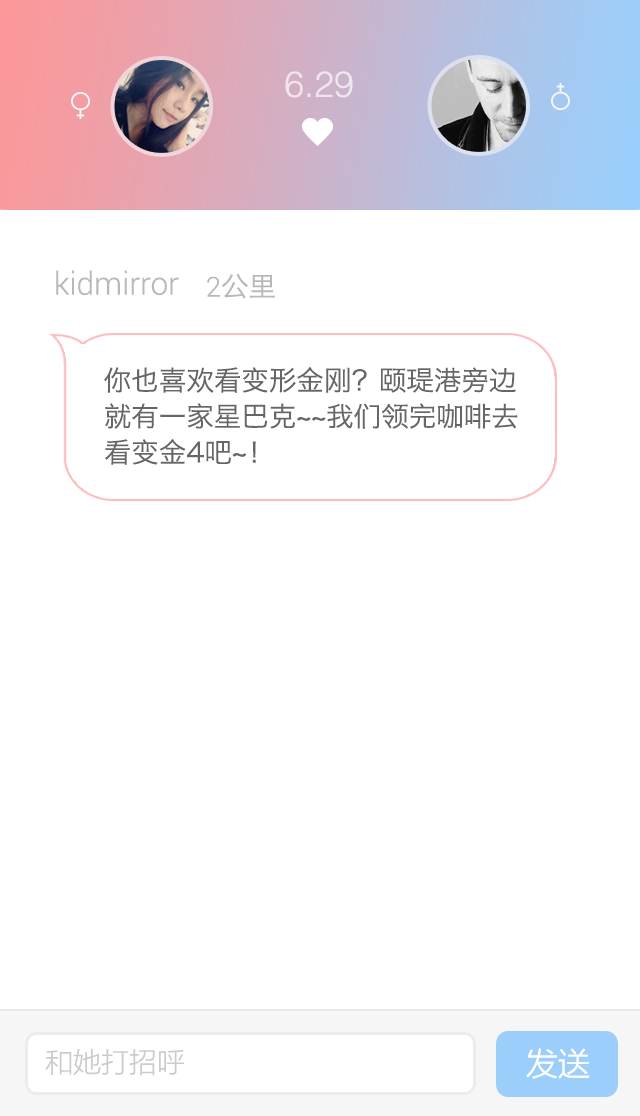 6.29
kidmirror 2公里
你也喜欢看变形金刚？颐瑅港旁边
就有一家星巴克~~我们领完咖啡去
看变金4吧~！
和她打招呼
发送